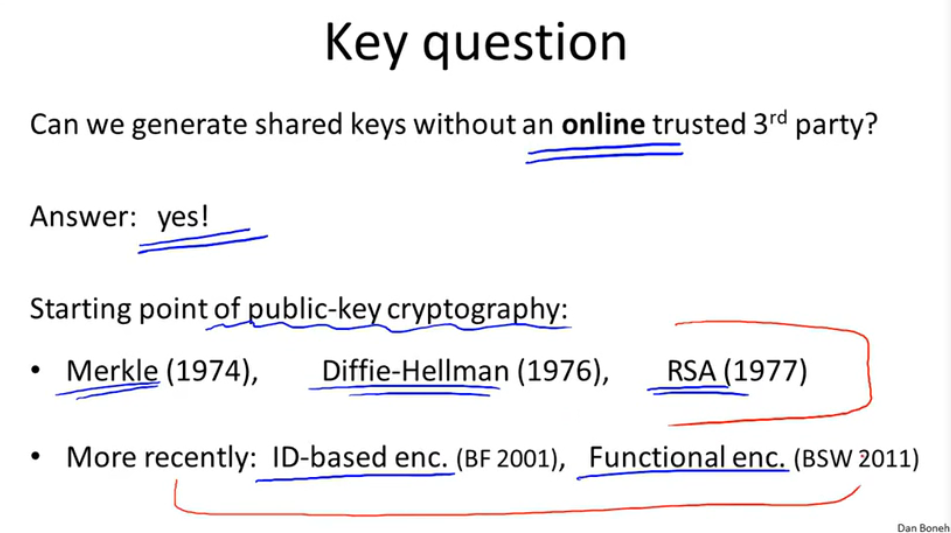 Key question
Can we generate shared keys without an online trusted 3rd party?
Answer: yes!
Starting point of public-key cryptography:
• Merkle (1974), Diffie-Hellman (1976), RSA (1977)
• More recently: ID-based enc. (BF 2001), Functional enc. (BSW 2011)
Dan Boneh